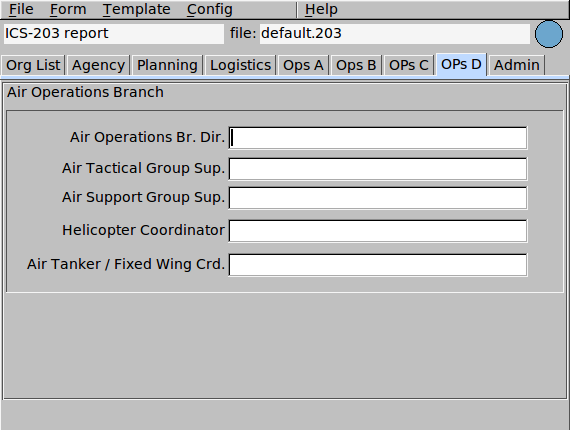 File Form Template Config Help
ICS-203 report file: default.203
Org List Agency Planning Logistics Ops A Ops B OPs C OPs D Admin
Air Operations Branch
Air Operations Br. Dir.
Air Tactical Group Sup.
Air Support Group Sup.
Helicopter Coordinator
Air Tanker / Fixed Wing Crd.